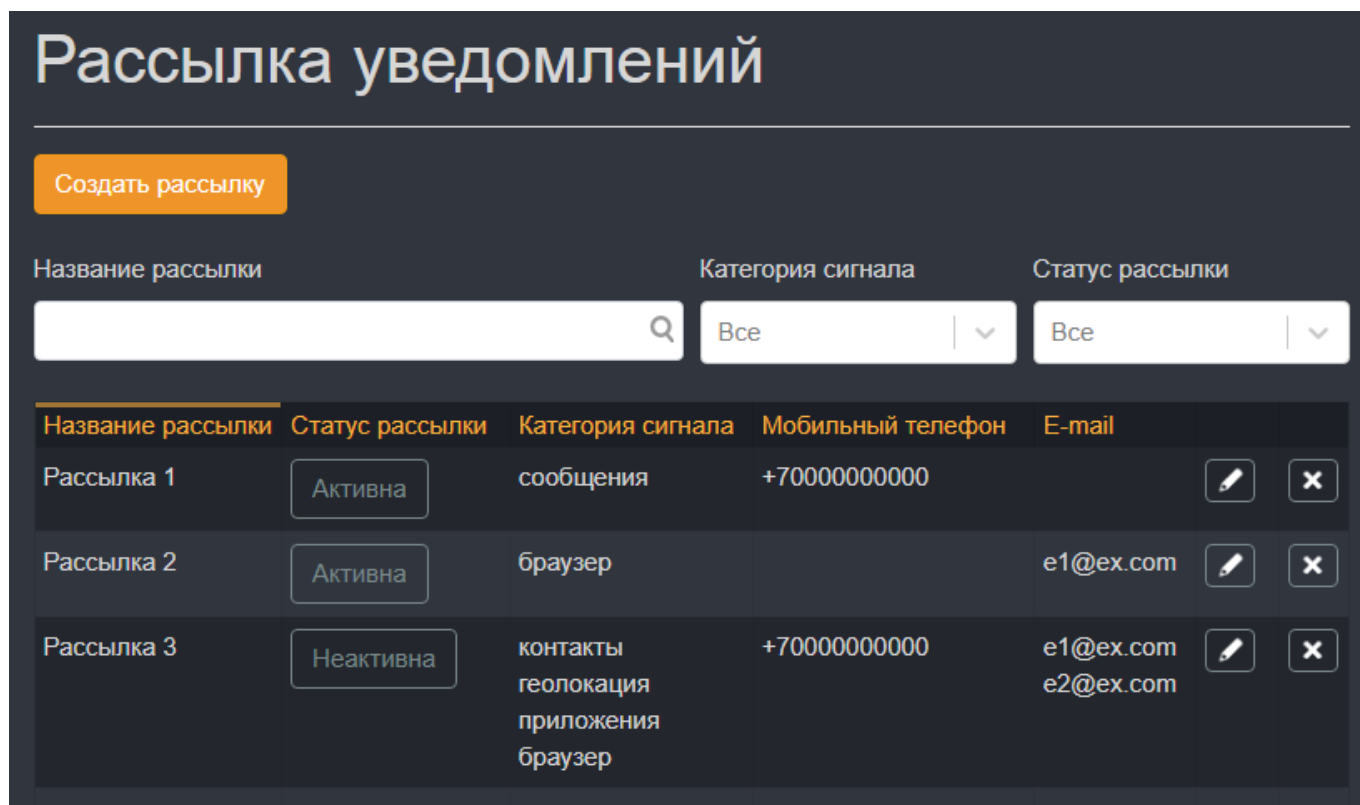 Рассылка уведомлений
Создать рассылку
Название рассылки Категория сигнала Статус рассылки
Все Все
Название рассылки Статус рассылки Категория сигнала Мобильный телефон E-mail
Рассылка 1 Активна сообщения +70000000000
Рассылка 2 Активна браузер e1@ex.com
Рассылка 3 Неактивна контакты +70000000000 e1@ex.com
геолокация e2@ex.com
приложения
браузер